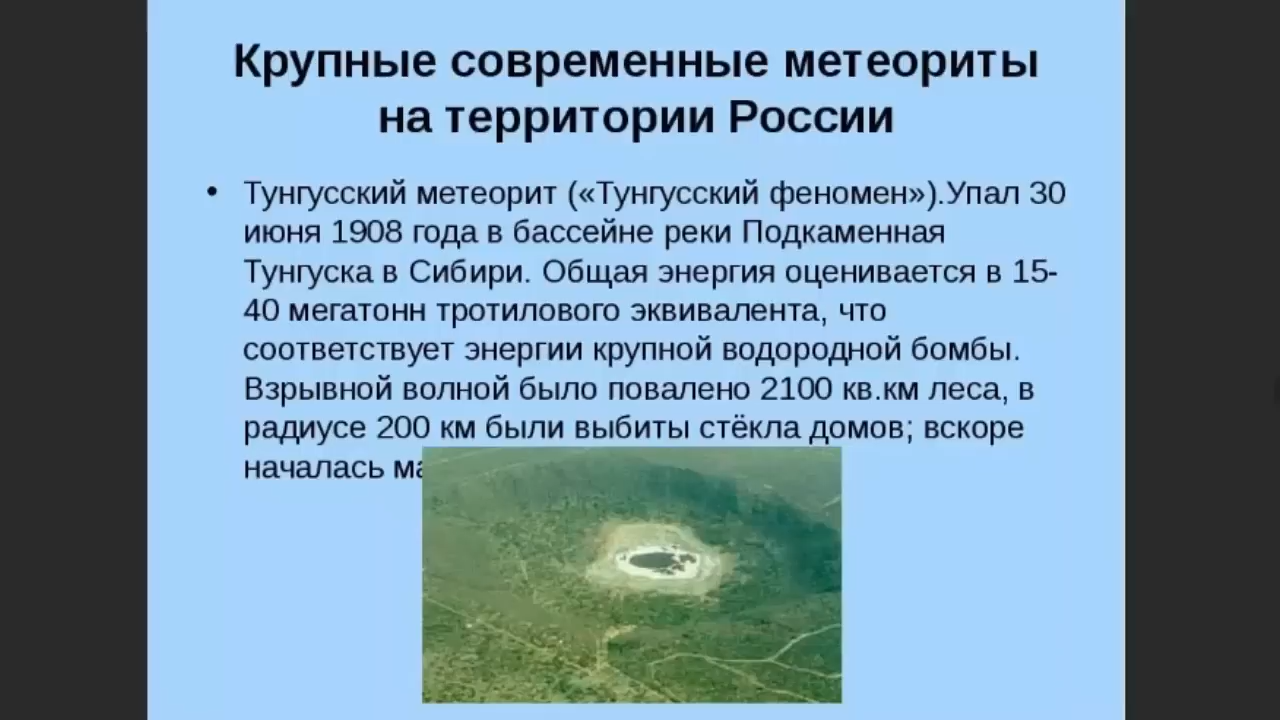 Крупные современные метеориты
на территории России
• Тунгусский метеорит («Тунгусский феномен»).Упал 30
июня 1908 года в бассейне реки Подкаменная
Тунгуска в Сибири. Общая энергия оценивается в 15-
40 мегатонн тротилового эквивалента, что
соответствует энергии крупной водородной бомбы.
Взрывной волной было повалено 2100 кв.км леса, в
радиусе 200 км были выбиты стёкла домов; вскоре
началась